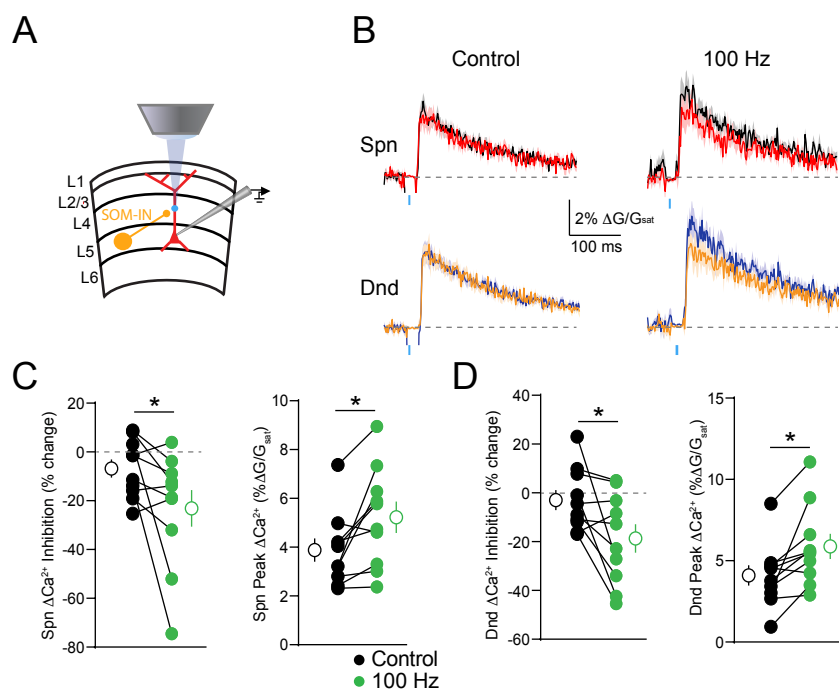 A
L1
L2/3
SOM-IN
L4
L5
L6
B
Control
100 Hz
Spn
2% ΔG/Gsat
100 ms
Dnd
C
Spn ΔCa2+ Inhibition (% change)
20
0
-20
-40
-60
-80
*
Spn Peak ΔCa2+ (%ΔG/Gsat)
10
8
6
4
2
0
*
Control
100 Hz
D
Dnd ΔCa2+ Inhibition (% change)
40
20
0
-20
-40
-60
*
Dnd Peak ΔCa2+ (%ΔG/Gsat)
15
10
5
0
*